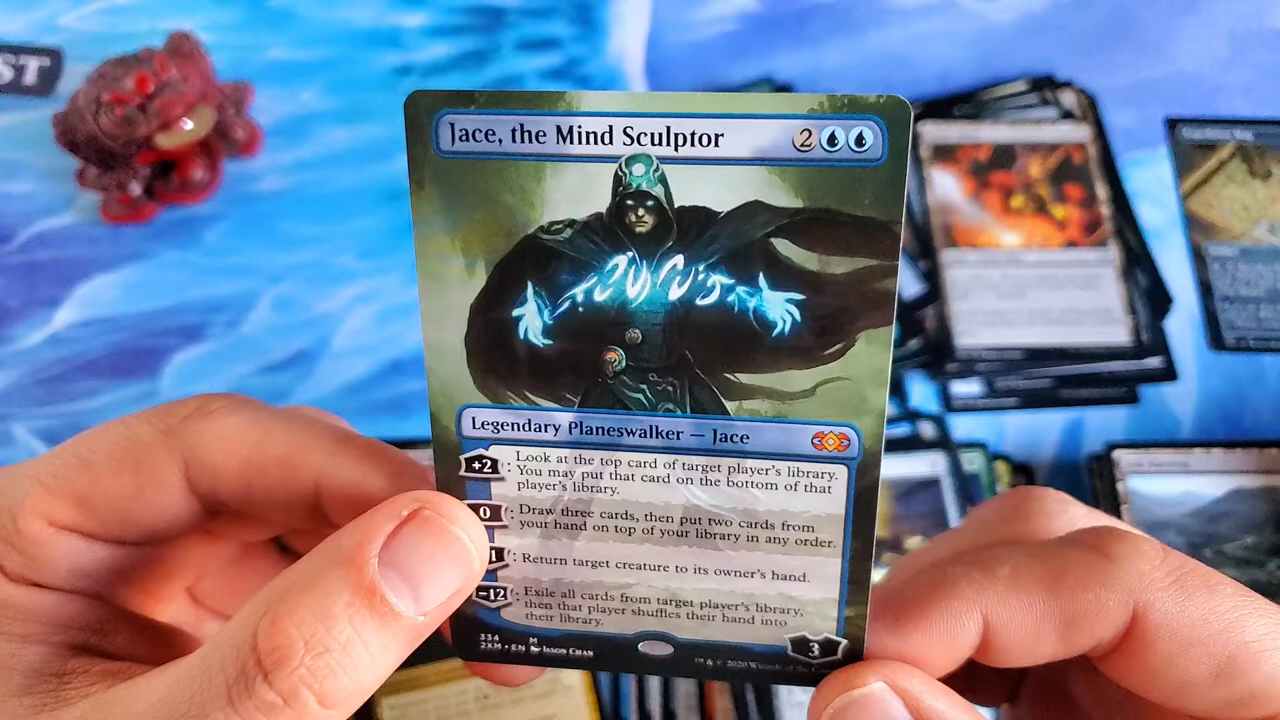 ST
Jace, the Mind Sculptor
2
Legendary Planeswalker — Jace
+2 : Look at the top card of target player's library.
You may put that card on the bottom of that
player's library.
0 : Draw three cards, then put two cards from
your hand on top of your library in any order.
1 : Return target creature to its owner's hand.
−12 : Exile all cards from target player's library,
then that player shuffles their hand into
their library.
3
334 M
2XM • EN Jason Chan
™ & © 2020 Wizards of the